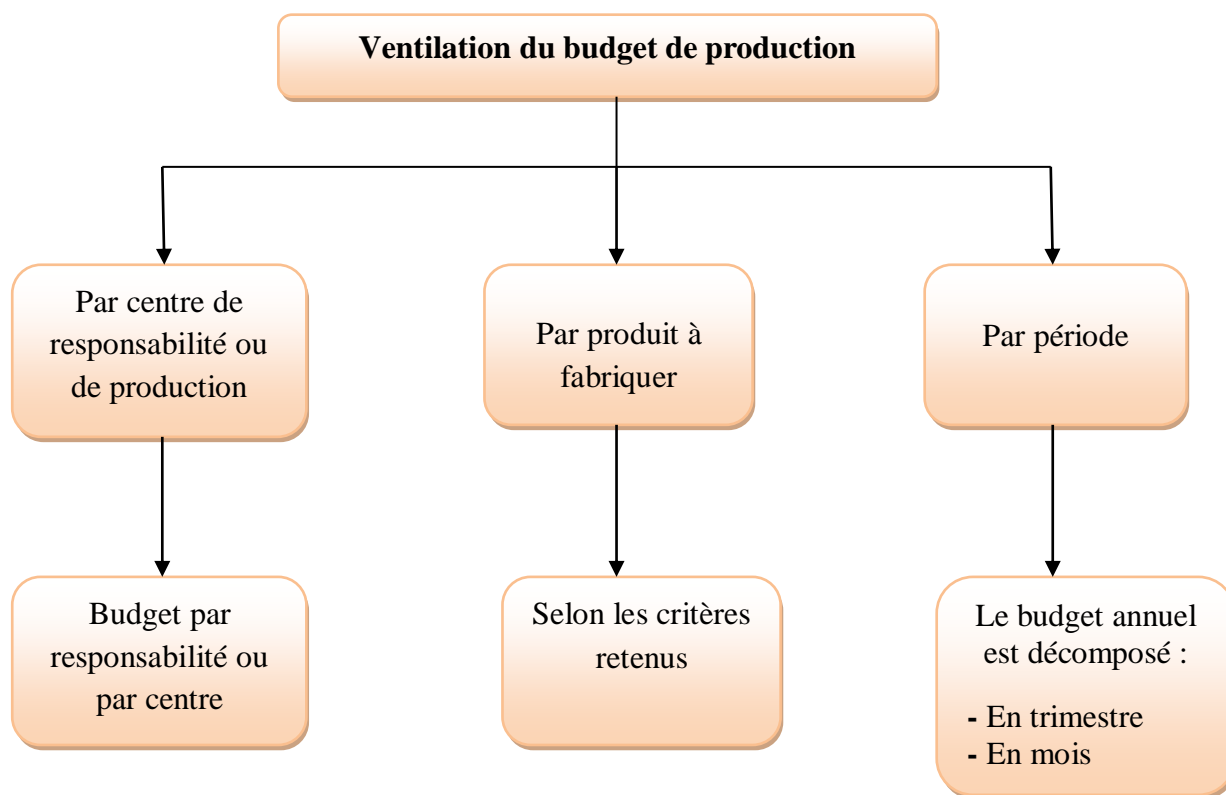 Ventilation du budget de production
Par centre de
responsabilité ou
de production
Par produit à
fabriquer
Par période
Budget par
responsabilité ou
par centre
Selon les critères
retenus
Le budget annuel
est décomposé :
- En trimestre
- En mois